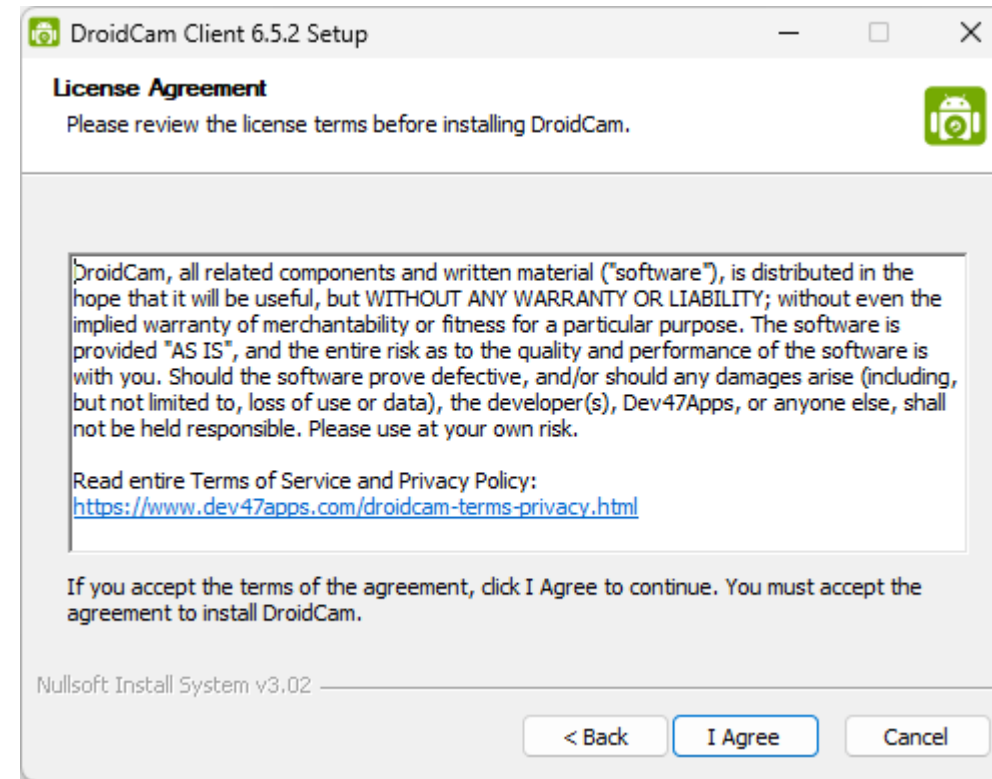 DroidCam Client 6.5.2 Setup
License Agreement
Please review the license terms before installing DroidCam.
DroidCam, all related components and written material ("software"), is distributed in the
hope that it will be useful, but WITHOUT ANY WARRANTY OR LIABILITY; without even the
implied warranty of merchantability or fitness for a particular purpose. The software is
provided "AS IS", and the entire risk as to the quality and performance of the software is
with you. Should the software prove defective, and/or should any damages arise (including,
but not limited to, loss of use or data), the developer(s), Dev47Apps, or anyone else, shall
not be held responsible. Please use at your own risk.
Read entire Terms of Service and Privacy Policy:
https://www.dev47apps.com/droidcam-terms-privacy.html
If you accept the terms of the agreement, click I Agree to continue. You must accept the
agreement to install DroidCam.
Nullsoft Install System v3.02
< Back I Agree Cancel